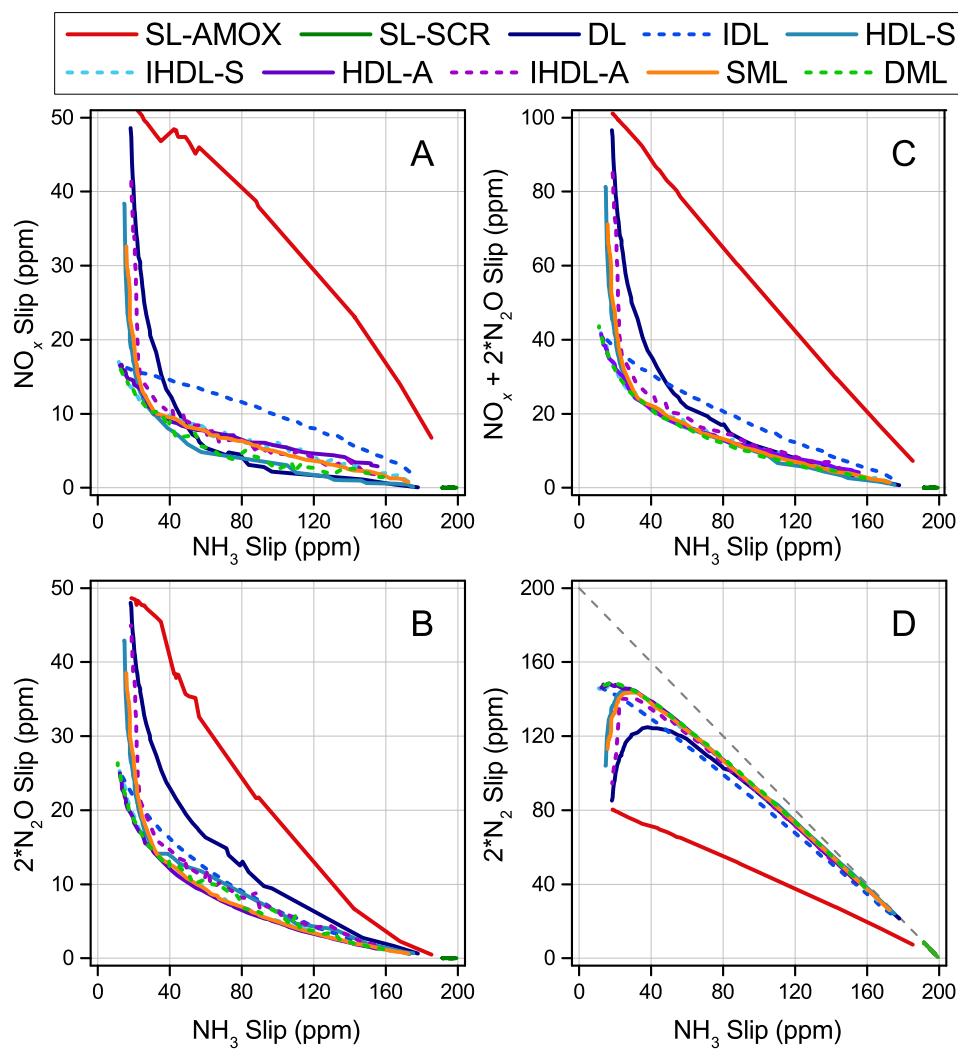 SL-AMOX SL-SCR DL IDL HDL-S
IHDL-S HDL-A IHDL-A SML DML
A
NOx Slip (ppm)
50
40
30
20
10
0
0 40 80 120 160 200
NH3 Slip (ppm)
C
NOx + 2*N2O Slip (ppm)
100
80
60
40
20
0
0 40 80 120 160 200
NH3 Slip (ppm)
B
2*N2O Slip (ppm)
50
40
30
20
10
0
0 40 80 120 160 200
NH3 Slip (ppm)
D
2*N2 Slip (ppm)
200
160
120
80
40
0
0 40 80 120 160 200
NH3 Slip (ppm)